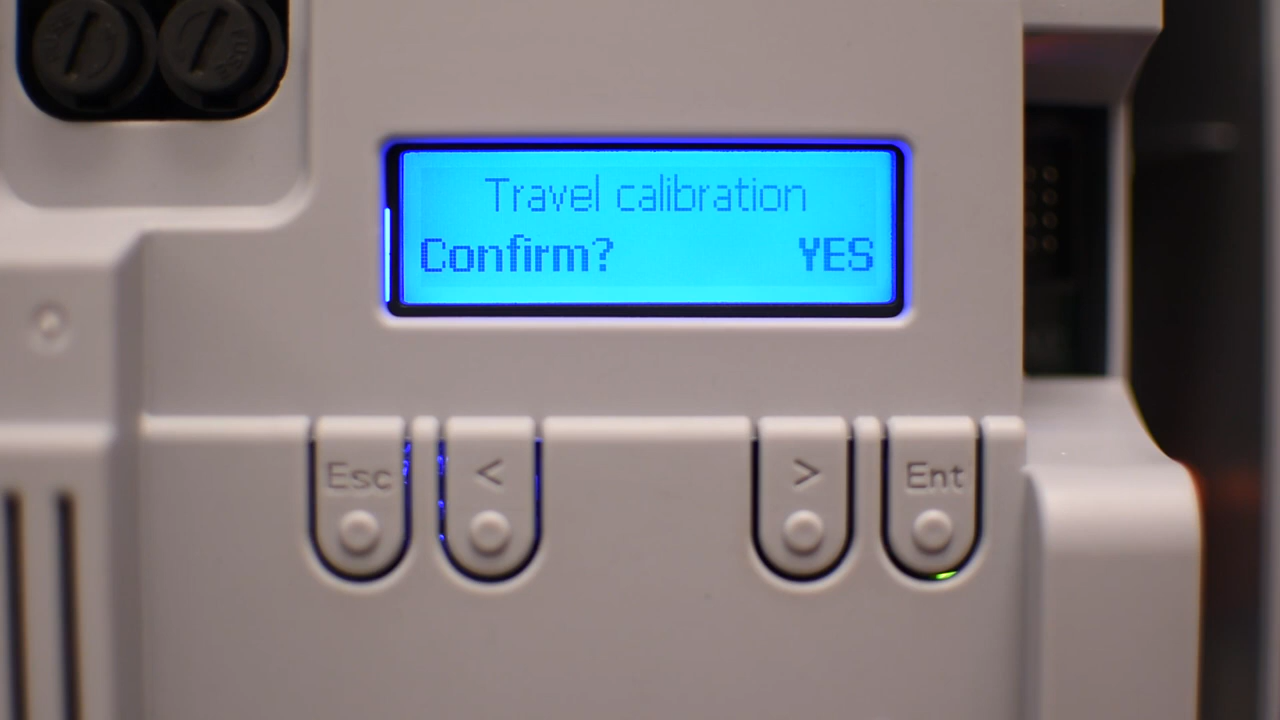 Travel calibration
Confirm? YES
Esc < > Ent